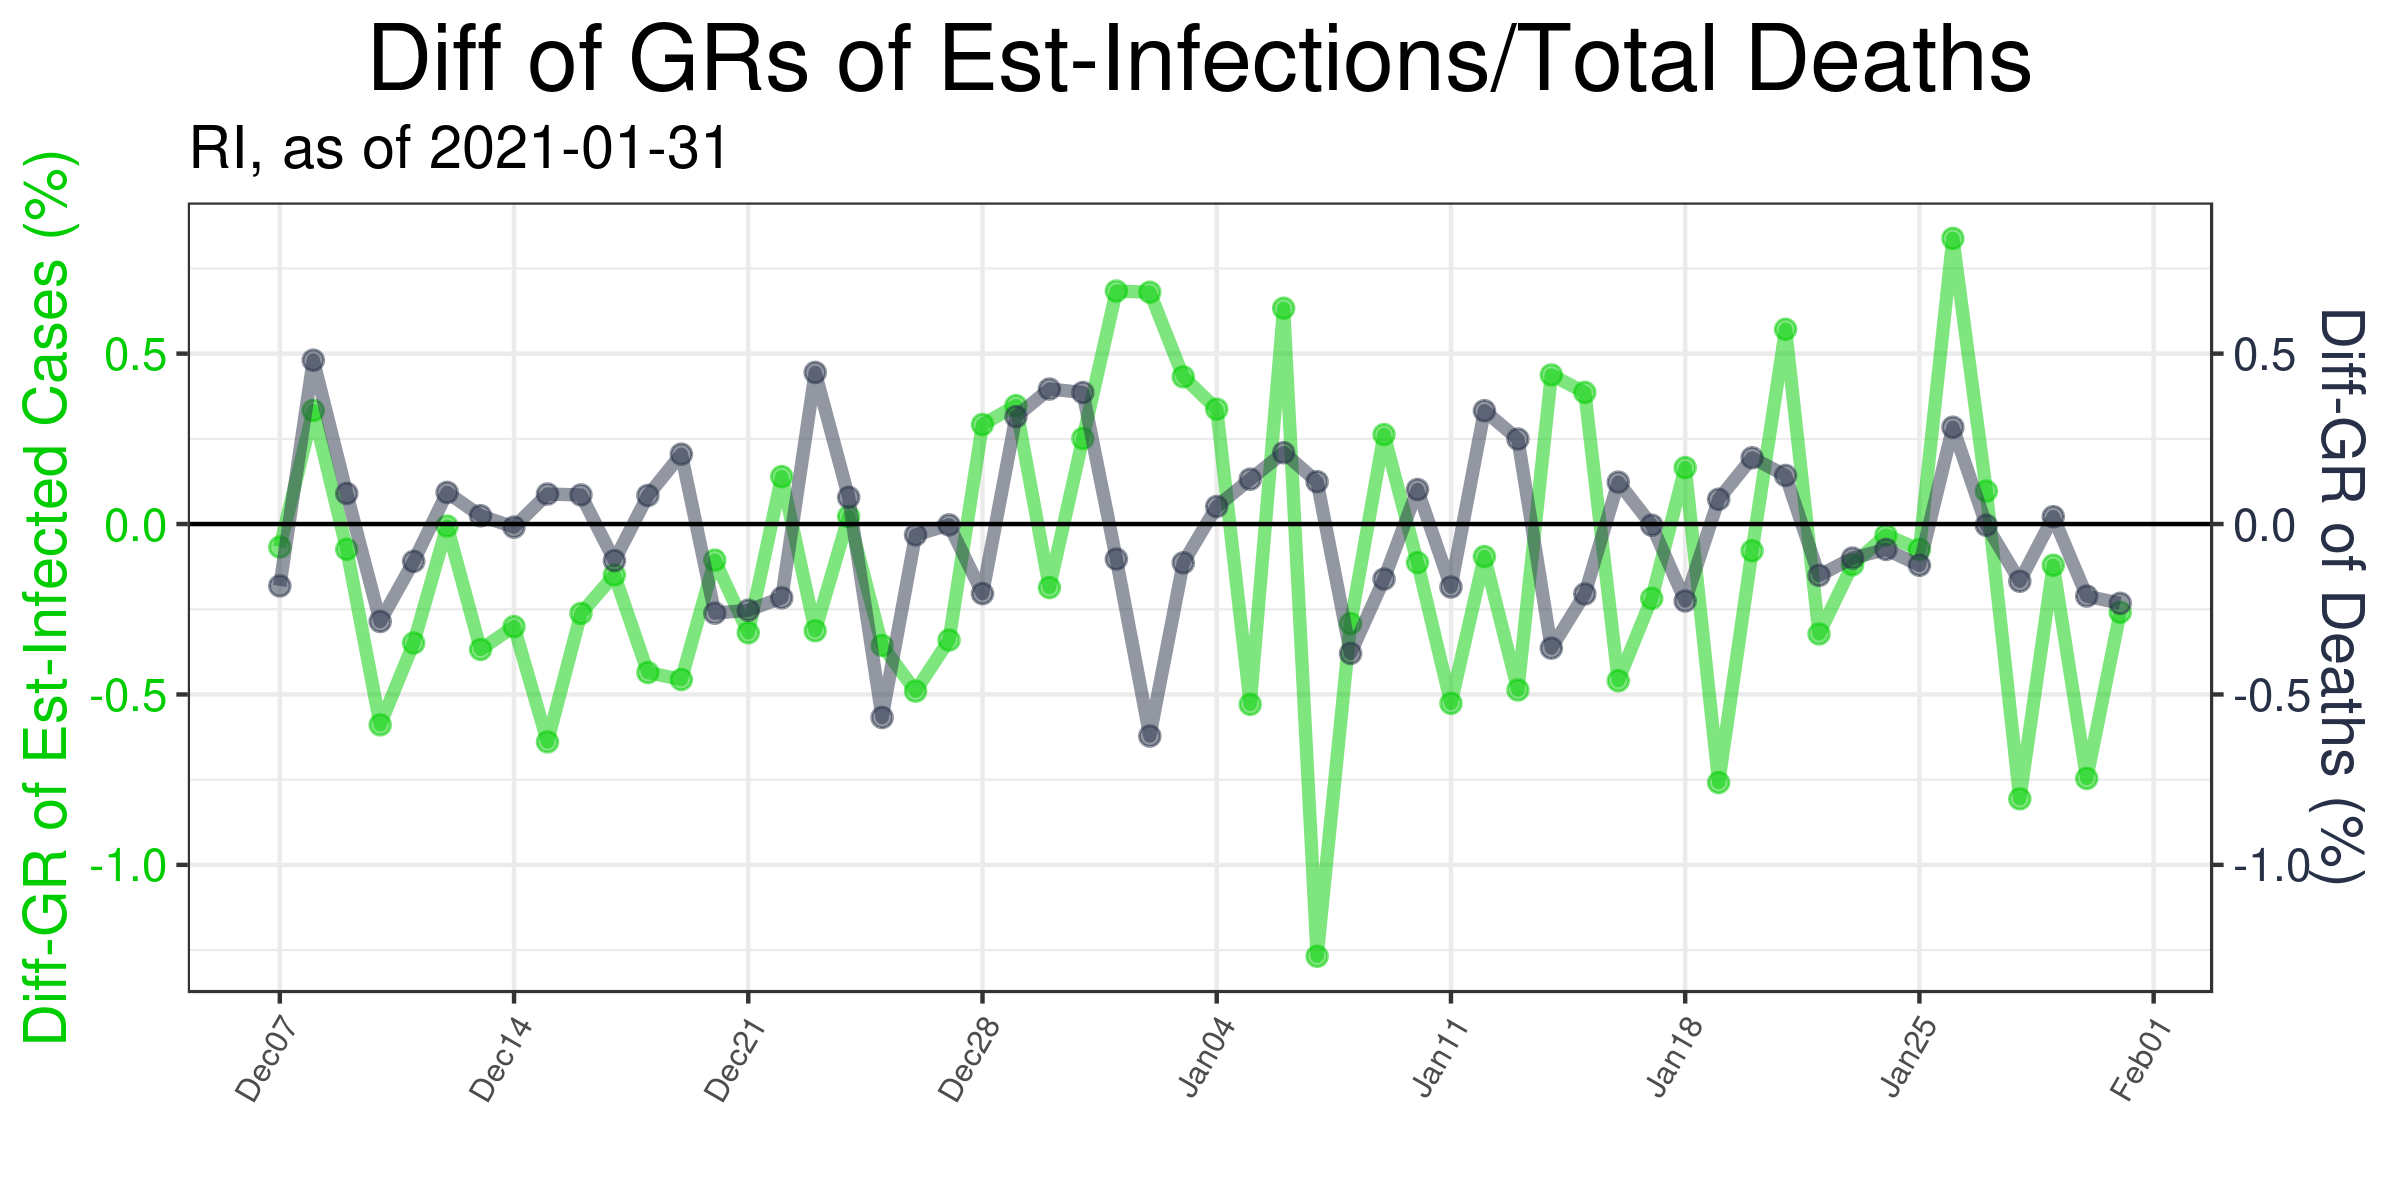 Diff of GRs of Est-Infections/Total Deaths
RI, as of 2021-01-31
Diff-GR of Est-Infected Cases (%)
0.5
0.0
-0.5
-1.0
0.5
0.0
-0.5
-1.0
Diff-GR of Deaths (%)
Dec07
Dec14
Dec21
Dec28
Jan04
Jan11
Jan18
Jan25
Feb01